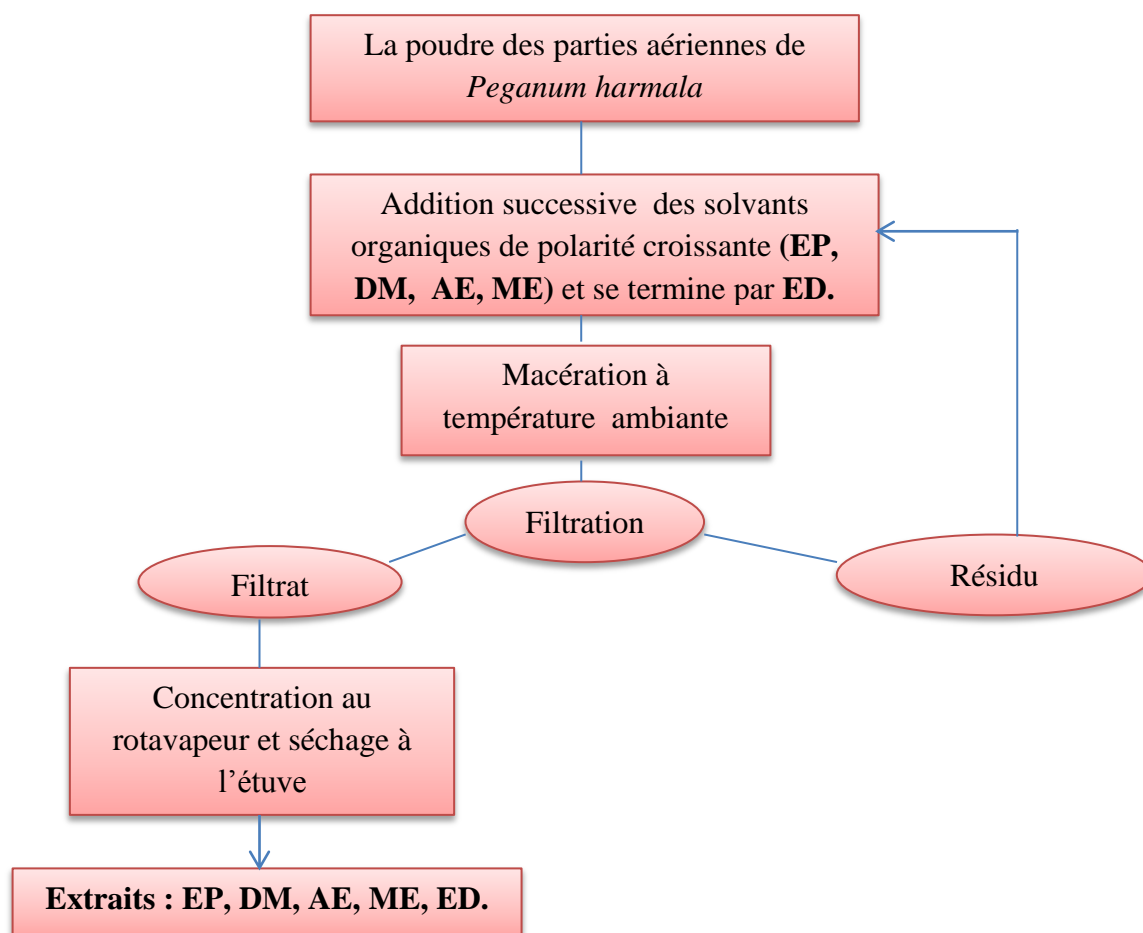 La poudre des parties aériennes de
Peganum harmala
Addition successive des solvants
organiques de polarité croissante (EP,
DM, AE, ME) et se termine par ED.
Macération à
température ambiante
Filtration
Filtrat
Résidu
Concentration au
rotavapeur et séchage à
l’étuve
Extraits : EP, DM, AE, ME, ED.